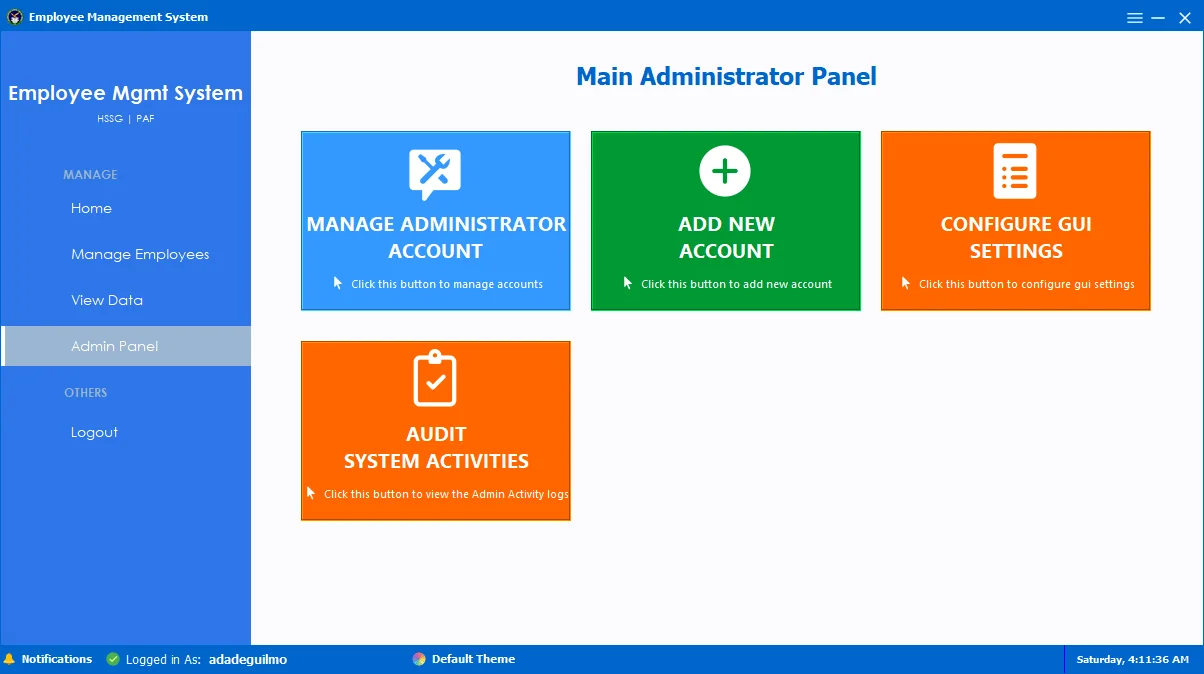 Employee Management System
Employee Mgmt System
HSSG | PAF
MANAGE
Home
Manage Employees
View Data
Admin Panel
OTHERS
Logout
Main Administrator Panel
MANAGE ADMINISTRATOR
ACCOUNT
Click this button to manage accounts
ADD NEW
ACCOUNT
Click this button to add new account
CONFIGURE GUI
SETTINGS
Click this button to configure gui settings
AUDIT
SYSTEM ACTIVITIES
Click this button to view the Admin Activity logs
Notifications
Logged in As: adadeguilmo
Default Theme
Saturday, 4:11:36 AM